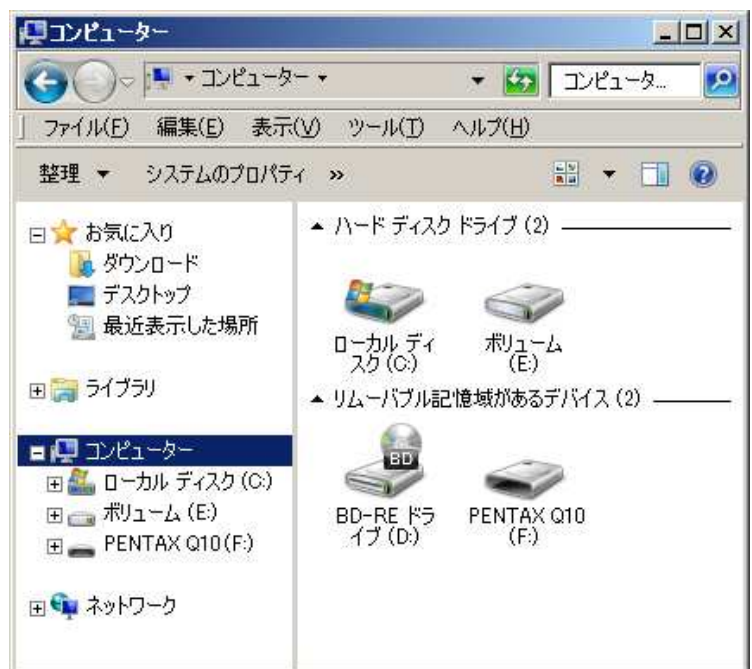 コンピューター
コンピューター
コンピュータ...
ファイル(F) 編集(E) 表示(V) ツール(T) ヘルプ(H)
整理 システムのプロパティ »
お気に入り
ダウンロード
デスクトップ
最近表示した場所
ライブラリ
コンピューター
ローカル ディスク (C:)
ボリューム (E:)
PENTAX Q10(F:)
ネットワーク
ハード ディスク ドライブ (2)
ローカル ディ
スク (C:)
ボリューム
(E:)
リムーバブル記憶域があるデバイス (2)
BD
BD-RE ドラ
イブ (D:)
PENTAX Q10
(F:)